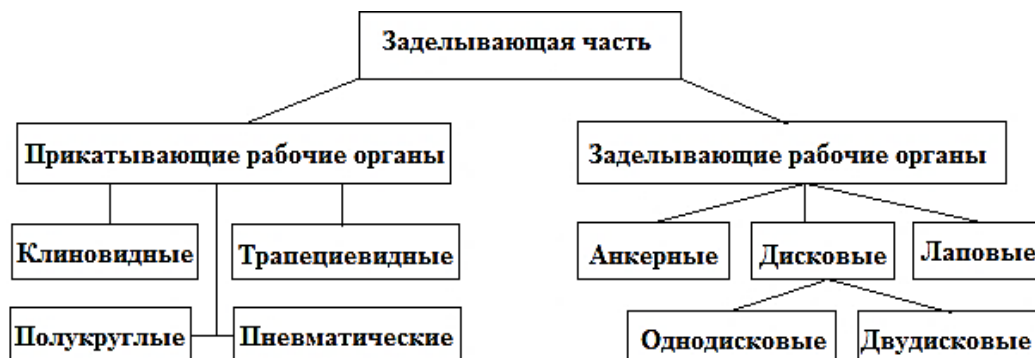 Заделывающая часть
Прикатывающие рабочие органы
Заделывающие рабочие органы
Клиновидные
Трапециевидные
Анкерные
Дисковые
Лаповые
Полукруглые
Пневматические
Однодисковые
Двудисковые